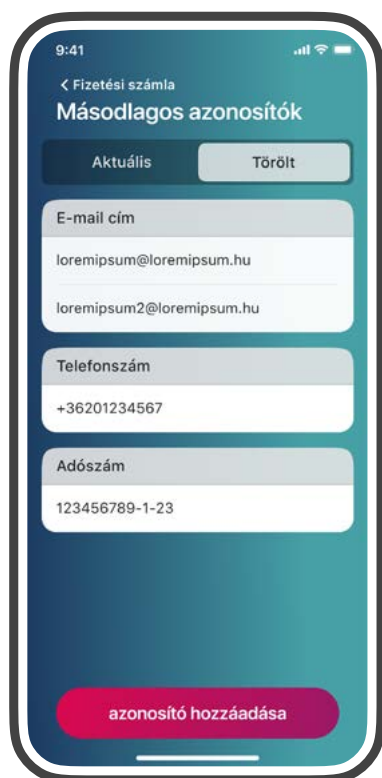 9:41
Fizetési számla
Másodlagos azonosítók
Aktuális Törölt
E-mail cím
loremipsum@loremipsum.hu
loremipsum2@loremipsum.hu
Telefonszám
+36201234567
Adószám
123456789-1-23
azonosító hozzáadása